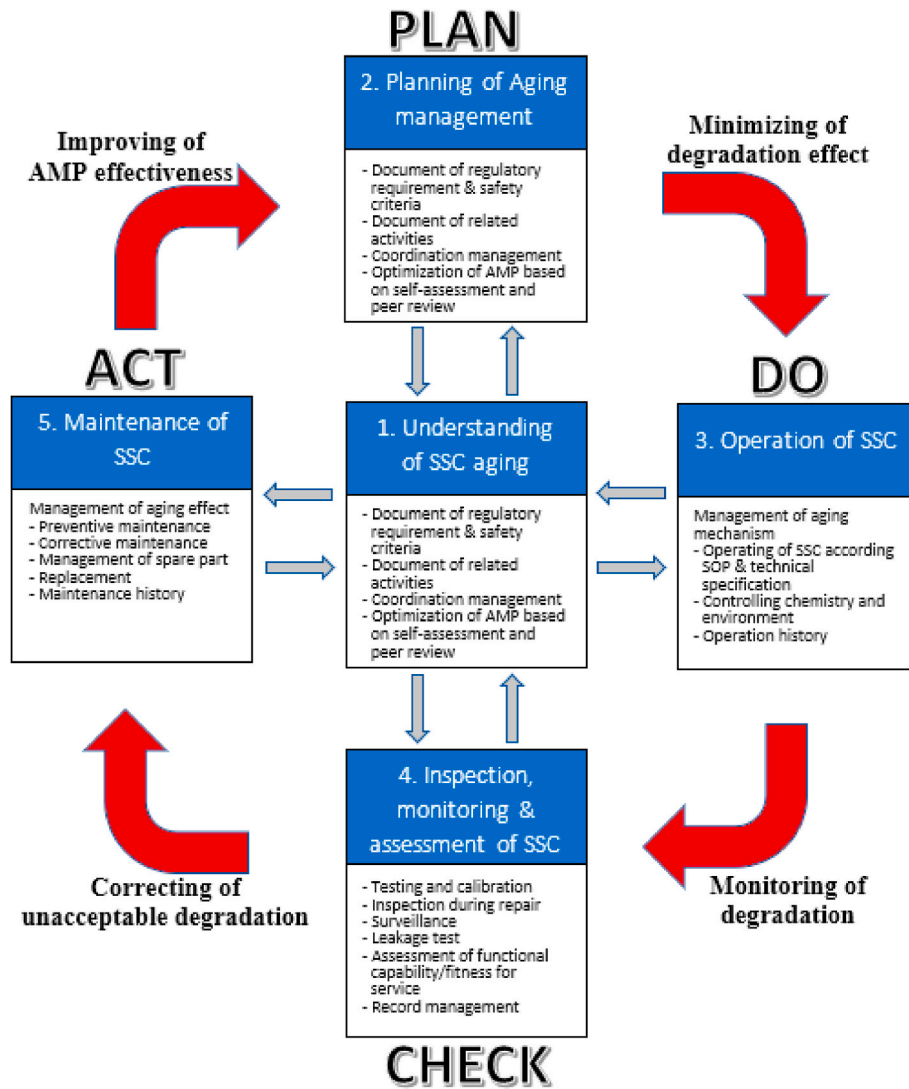 PLAN
2. Planning of Aging
management
- Document of regulatory
requirement & safety
criteria
- Document of related
activities
- Coordination management
- Optimization of AMP based
on self-assessment and
peer review
Improving of
AMP effectiveness
Minimizing of
degradation effect
ACT
5. Maintenance of
SSC
Management of aging effect
- Preventive maintenance
- Corrective maintenance
- Management of spare part
- Replacement
- Maintenance history
1. Understanding
of SSC aging
- Document of regulatory
requirement & safety
criteria
- Document of related
activities
- Coordination management
- Optimization of AMP based
on self-assessment and
peer review
DO
3. Operation of SSC
Management of aging
mechanism
- Operating of SSC according
SOP & technical
specification
- Controlling chemistry and
environment
- Operation history
4. Inspection,
monitoring &
assessment of SSC
- Testing and calibration
- Inspection during repair
- Surveillance
- Leakage test
- Assessment of functional
capability/fitness for
service
- Record management
Correcting of
unacceptable degradation
Monitoring of
degradation
CHECK